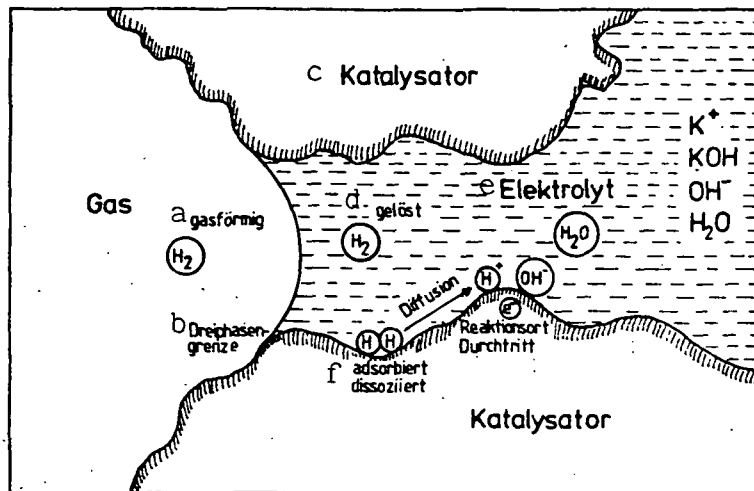 c Katalysator
K⁺
KOH
OH⁻
H₂O
e Elektrolyt
Gas
a gasförmig
H₂
d gelöst
H₂
H₂O
b Dreiphasen-
grenze
Diffusion
H⁺
OH⁻
e⁻
Reaktionsort
Durchtritt
H H
f adsorbiert
dissoziiert
Katalysator